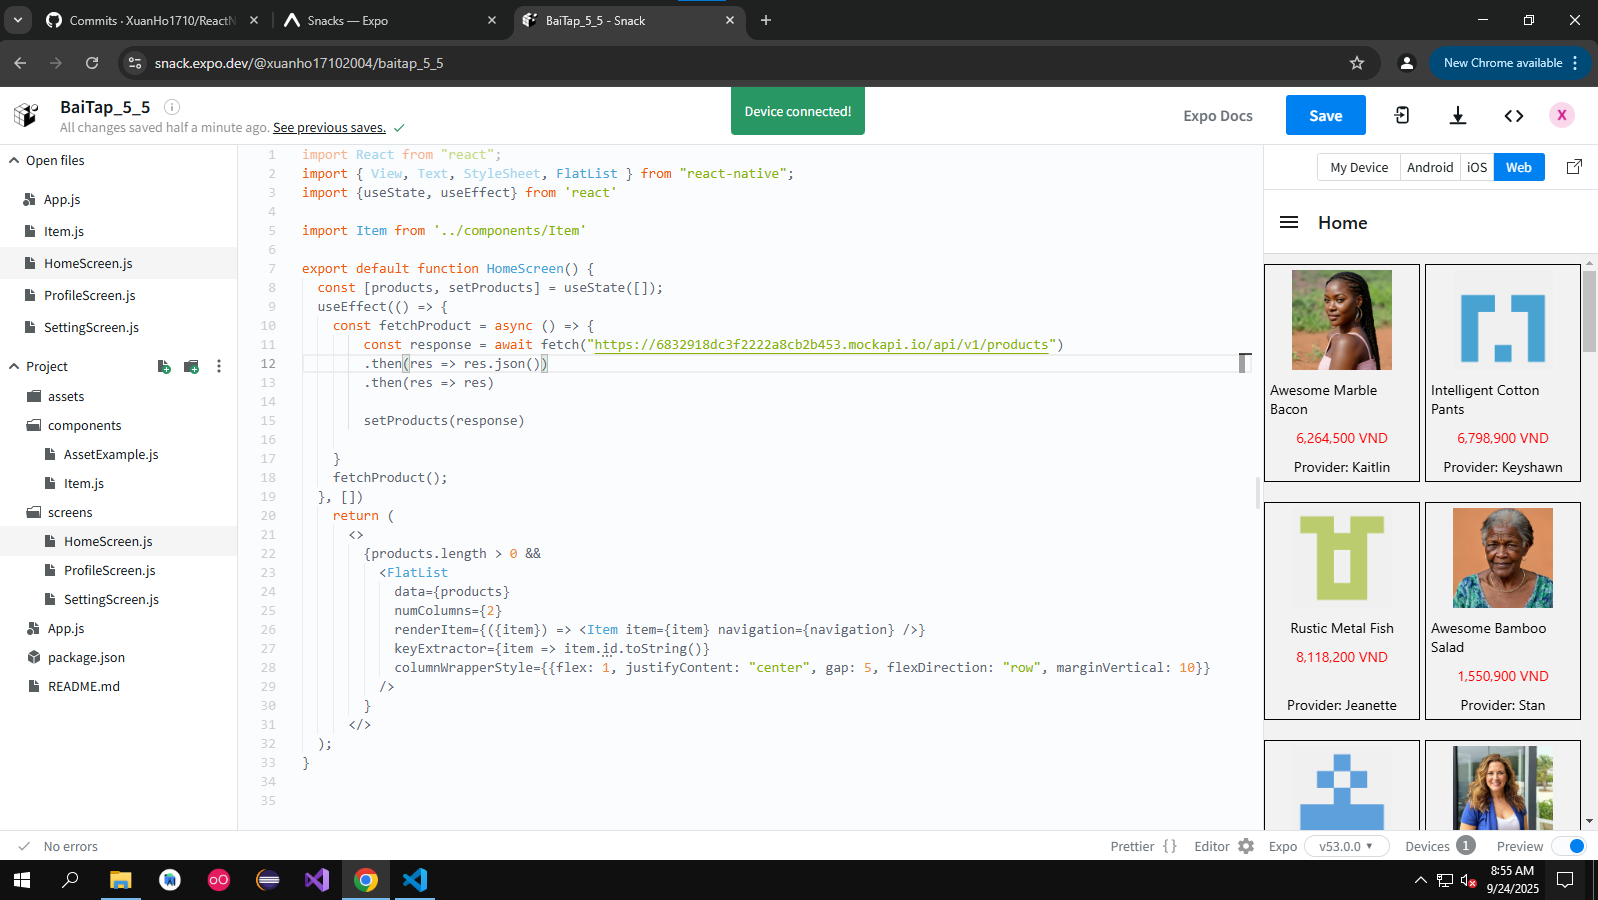 Commits · XuanHo1710/ReactN
Snacks — Expo
BaiTap_5_5 - Snack
snack.expo.dev/@xuanho17102004/baitap_5_5
New Chrome available
BaiTap_5_5
All changes saved half a minute ago. See previous saves.
Device connected!
Expo Docs
Save
X
Open files
App.js
Item.js
HomeScreen.js
ProfileScreen.js
SettingScreen.js
Project
assets
components
AssetExample.js
Item.js
screens
HomeScreen.js
ProfileScreen.js
SettingScreen.js
App.js
package.json
README.md
1 import React from "react";
2 import { View, Text, StyleSheet, FlatList } from "react-native";
3 import {useState, useEffect} from 'react'
4
5 import Item from '../components/Item'
6
7 export default function HomeScreen() {
8 const [products, setProducts] = useState([]);
9 useEffect(() => {
10 const fetchProduct = async () => {
11 const response = await fetch("https://6832918dc3f2222a8cb2b453.mockapi.io/api/v1/products")
12 .then(res => res.json())
13 .then(res => res)
14
15 setProducts(response)
16
17 }
18 fetchProduct();
19 }, [])
20 return (
21 <>
22 {products.length > 0 &&
23 <FlatList
24 data={products}
25 numColumns={2}
26 renderItem={({item}) => <Item item={item} navigation={navigation} />}
27 keyExtractor={item => item.id.toString()}
28 columnWrapperStyle={{flex: 1, justifyContent: "center", gap: 5, flexDirection: "row", marginVertical: 10}}
29 />
30 }
31 </>
32 );
33 }
34
35
My Device
Android
iOS
Web
Home
Awesome Marble
Bacon
6,264,500 VND
Provider: Kaitlin
Intelligent Cotton
Pants
6,798,900 VND
Provider: Keyshawn
Rustic Metal Fish
8,118,200 VND
Provider: Jeanette
Awesome Bamboo
Salad
1,550,900 VND
Provider: Stan
No errors
Prettier {}
Editor
Expo
v53.0.0
Devices 1
Preview
8:55 AM
9/24/2025